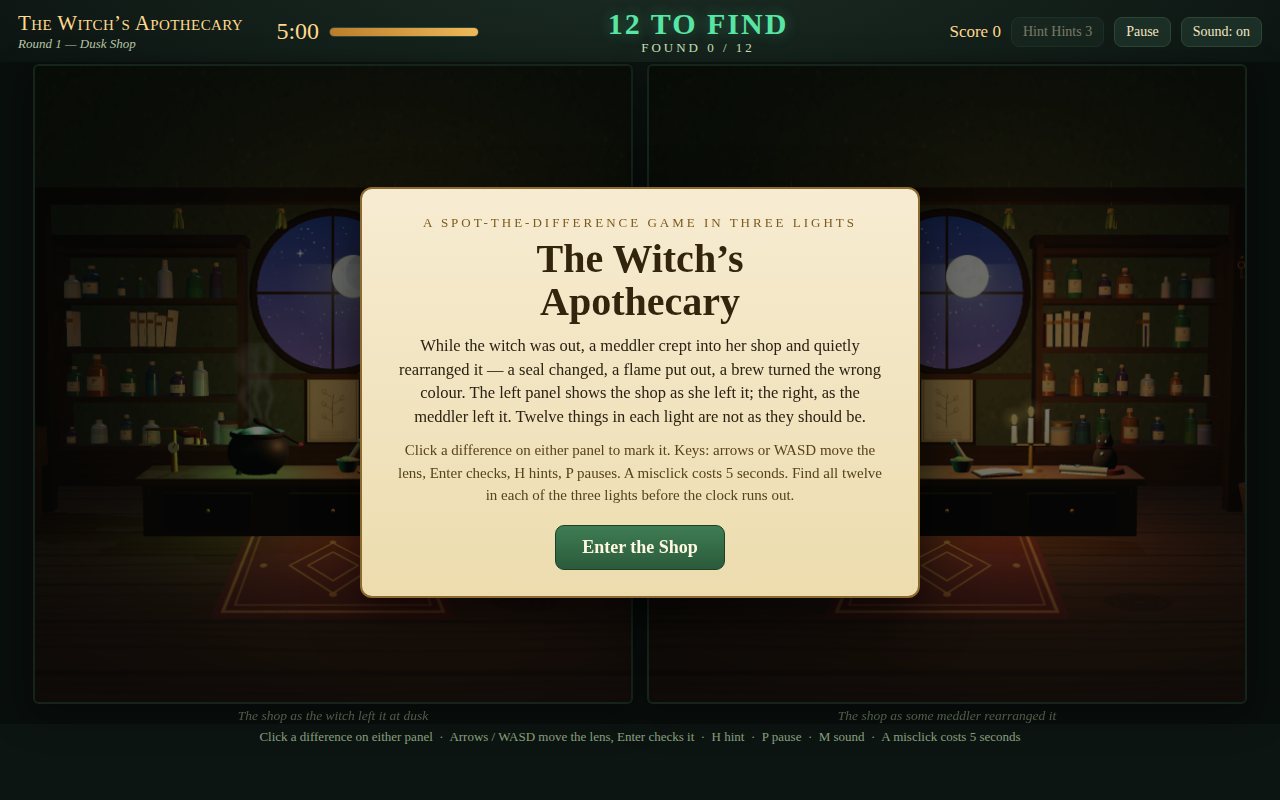 The Witch’s Apothecary
Round 1 — Dusk Shop
5:00
12 TO FIND
FOUND 0 / 12
Score 0
Hint Hints 3
Pause
Sound: on
A SPOT-THE-DIFFERENCE GAME IN THREE LIGHTS
The Witch’s
Apothecary
While the witch was out, a meddler crept into her shop and quietly
rearranged it — a seal changed, a flame put out, a brew turned the wrong
colour. The left panel shows the shop as she left it; the right, as the
meddler left it. Twelve things in each light are not as they should be.
Click a difference on either panel to mark it. Keys: arrows or WASD move the
lens, Enter checks, H hints, P pauses. A misclick costs 5 seconds. Find all twelve
in each of the three lights before the clock runs out.
Enter the Shop
The shop as the witch left it at dusk
The shop as some meddler rearranged it
Click a difference on either panel · Arrows / WASD move the lens, Enter checks it · H hint · P pause · M sound · A misclick costs 5 seconds